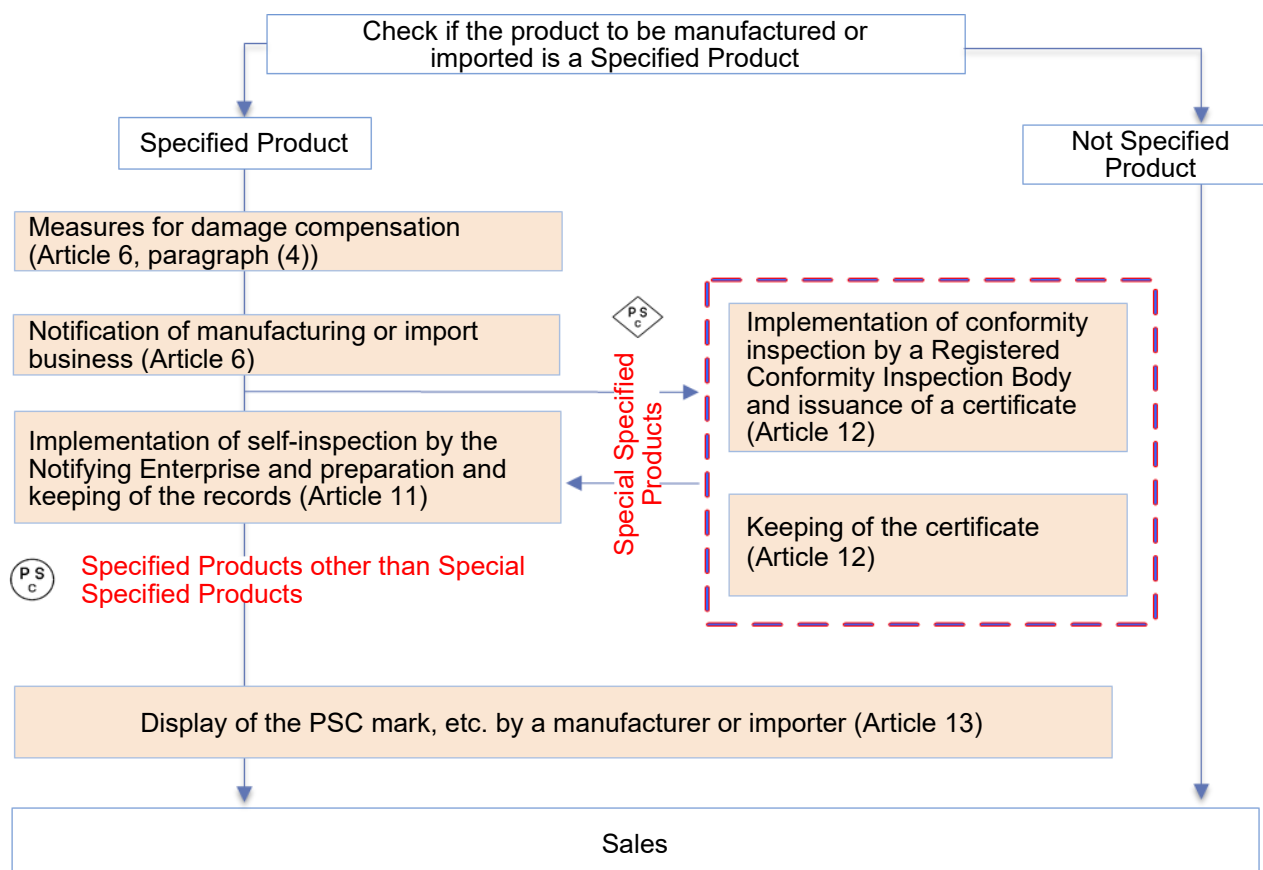 Check if the product to be manufactured or
imported is a Specified Product
Specified Product
Not Specified
Product
Measures for damage compensation
(Article 6, paragraph (4))
Notification of manufacturing or import
business (Article 6)
P S
C
Special Specified
Products
Implementation of conformity
inspection by a Registered
Conformity Inspection Body
and issuance of a certificate
(Article 12)
Implementation of self-inspection by the
Notifying Enterprise and preparation and
keeping of the records (Article 11)
Keeping of the certificate
(Article 12)
P S
C
Specified Products other than Special
Specified Products
Display of the PSC mark, etc. by a manufacturer or importer (Article 13)
Sales